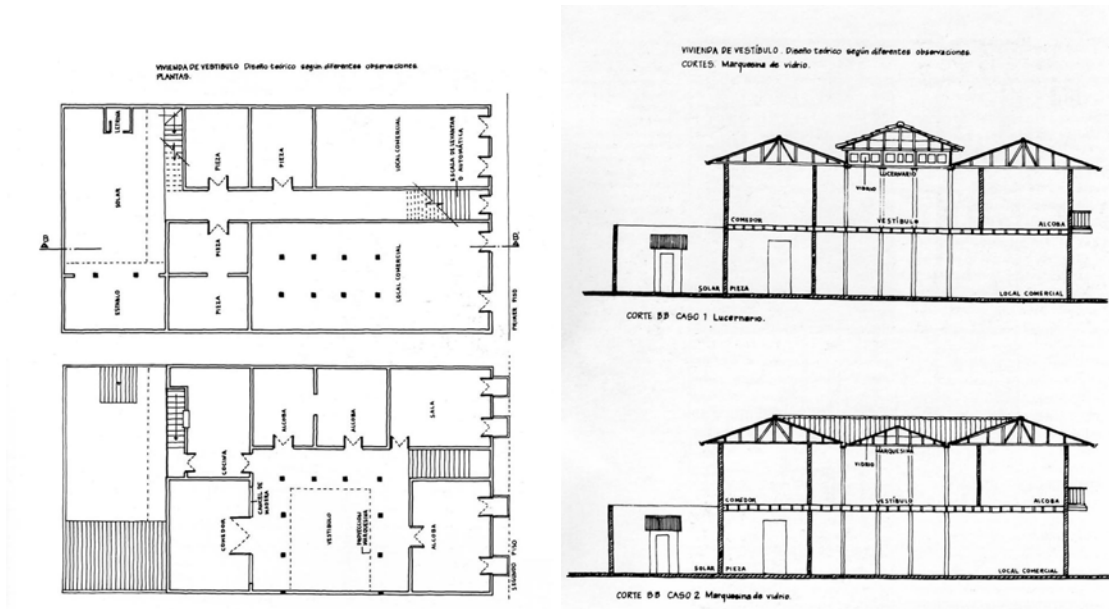 VIVIENDA DE VESTIBULO Diseño teórico según diferentes observaciones.
PLANTAS.
LETRINA
SOLAR
PIEZA
PIEZA
LOCAL COMERCIAL
ESCALA DE LEVANTAR
O AUTOMÁTICA
ESTABLO
PIEZA
PIEZA
LOCAL COMERCIAL
PRIMER PISO
COCINA
ALCOBA
ALCOBA
SALA
COMEDOR
CANCEL DE
MADERA
VESTIBULO
PROYECCION
MARQUESINA
ALCOBA
SEGUNDO PISO
VIVIENDA DE VESTÍBULO. Diseño teórico según diferentes observaciones.
CORTES. Marquesina de vidrio.
LUCERNARIO
VIDRIO
COMEDOR
VESTÍBULO
ALCOBA
SOLAR
PIEZA
LOCAL COMERCIAL
CORTE BB CASO 1 Lucernario.
MARQUESINA
VIDRIO
COMEDOR
VESTÍBULO
ALCOBA
SOLAR
PIEZA
LOCAL COMERCIAL
CORTE BB CASO 2 Marquesina de vidrio.